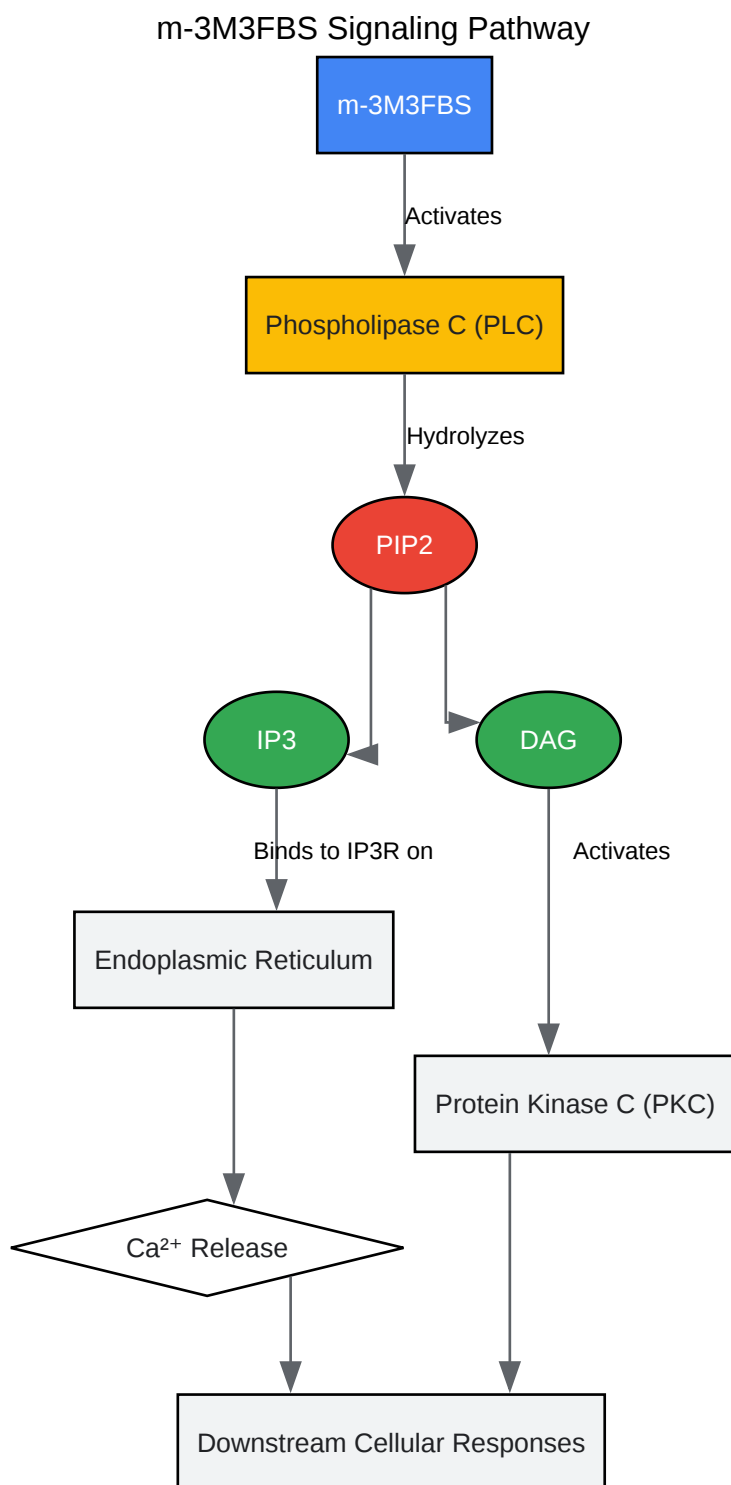 m-3M3FBS Signaling Pathway
m-3M3FBS
Activates
Phospholipase C (PLC)
Hydrolyzes
PIP2
IP3
DAG
Binds to IP3R on
Activates
Endoplasmic Reticulum
Protein Kinase C (PKC)
Ca²⁺ Release
Downstream Cellular Responses